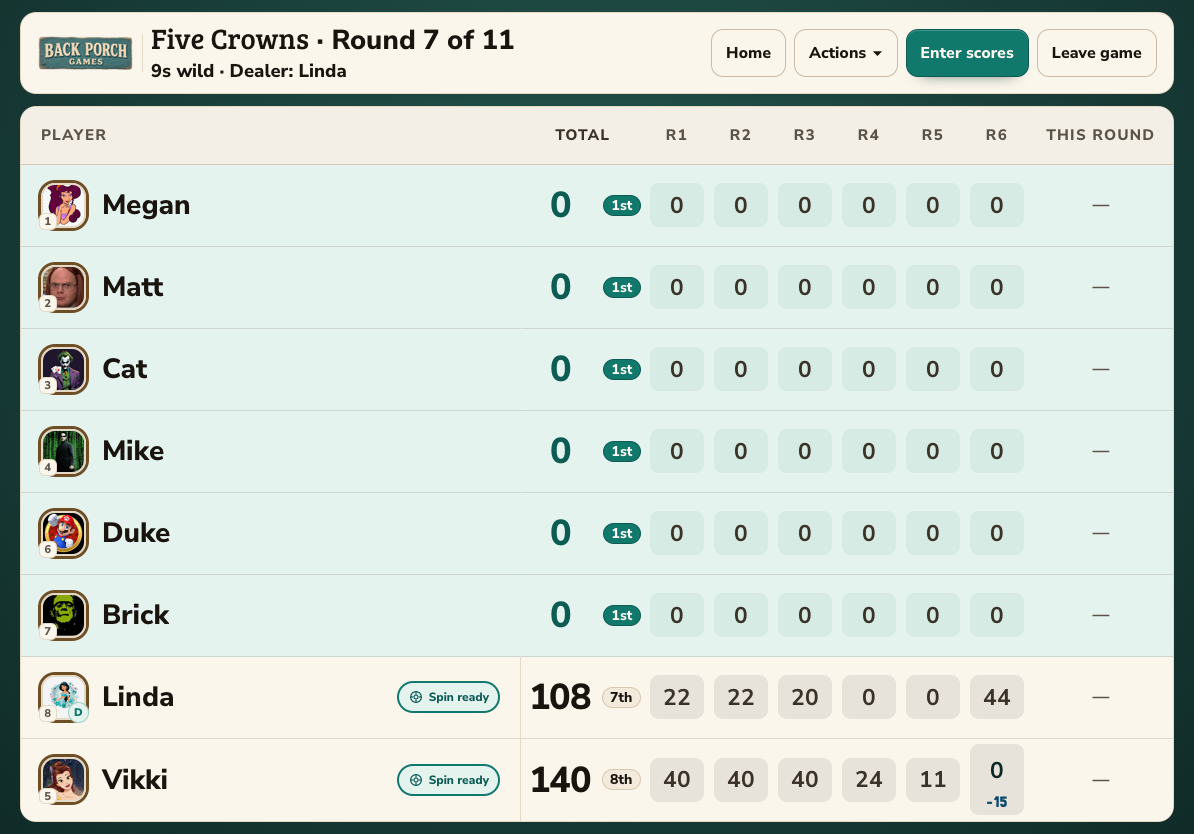 BACK PORCH
GAMES
Five Crowns · Round 7 of 11
9s wild · Dealer: Linda
Home
Actions
Enter scores
Leave game
PLAYER TOTAL R1 R2 R3 R4 R5 R6 THIS ROUND
1 Megan 0 1st 0 0 0 0 0 0 —
2 Matt 0 1st 0 0 0 0 0 0 —
3 Cat 0 1st 0 0 0 0 0 0 —
4 Mike 0 1st 0 0 0 0 0 0 —
6 Duke 0 1st 0 0 0 0 0 0 —
7 Brick 0 1st 0 0 0 0 0 0 —
8 D Linda Spin ready 108 7th 22 22 20 0 0 44 —
5 Vikki Spin ready 140 8th 40 40 40 24 11 0 —
-15